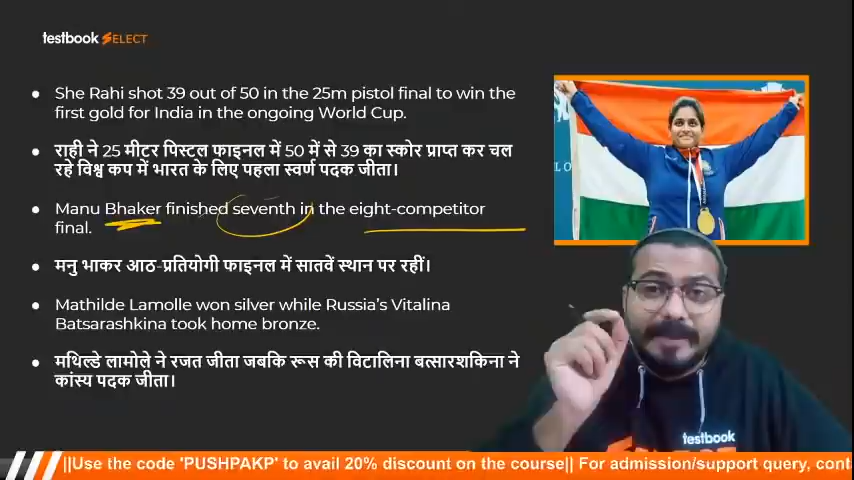 testbook SELECT
She Rahi shot 39 out of 50 in the 25m pistol final to win the
first gold for India in the ongoing World Cup.
राही ने 25 मीटर पिस्टल फाइनल में 50 में से 39 का स्कोर प्राप्त कर चल
रहे विश्व कप में भारत के लिए पहला स्वर्ण पदक जीता।
Manu Bhaker finished seventh in the eight-competitor
final.
मनु भाकर आठ-प्रतियोगी फाइनल में सातवें स्थान पर रहीं।
Mathilde Lamolle won silver while Russia's Vitalina
Batsarashkina took home bronze.
मथिल्डे लामोले ने रजत जीता जबकि रूस की विटालिना बत्सारशकिना ने
कांस्य पदक जीता।
testbook
||Use the code 'PUSHPAKP' to avail 20% discount on the course|| For admission/support query, cont